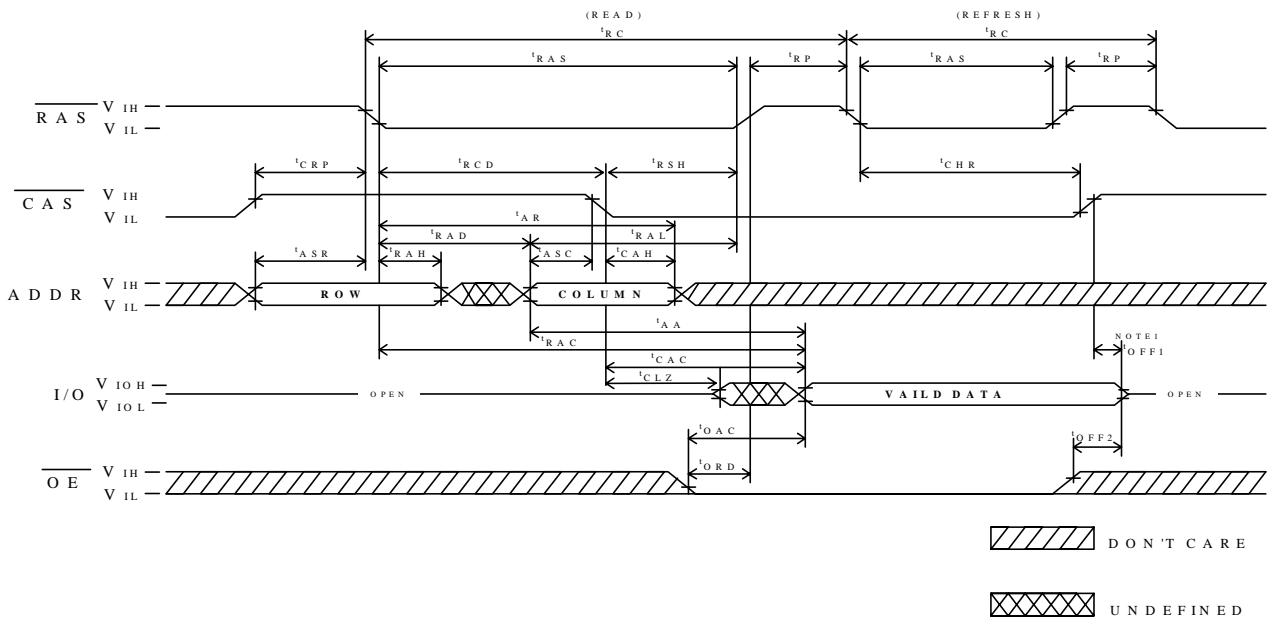 (READ) (REFRESH)
tRC tRC
tRAS tRP tRAS tRP
RAS VIH
VIL
tCRP tRCD tRSH tCHR
CAS VIH
VIL
tAR
tRAD tRAL
tASR tRAH tASC tCAH
ADDR VIH
VIL
ROW COLUMN
tAA
tRAC NOTE1
tCAC tOFF1
tCLZ
I/O VIOH
VIOL
OPEN VAILD DATA OPEN
tOAC tOFF2
tORD
OE VIH
VIL
DON'T CARE
UNDEFINED